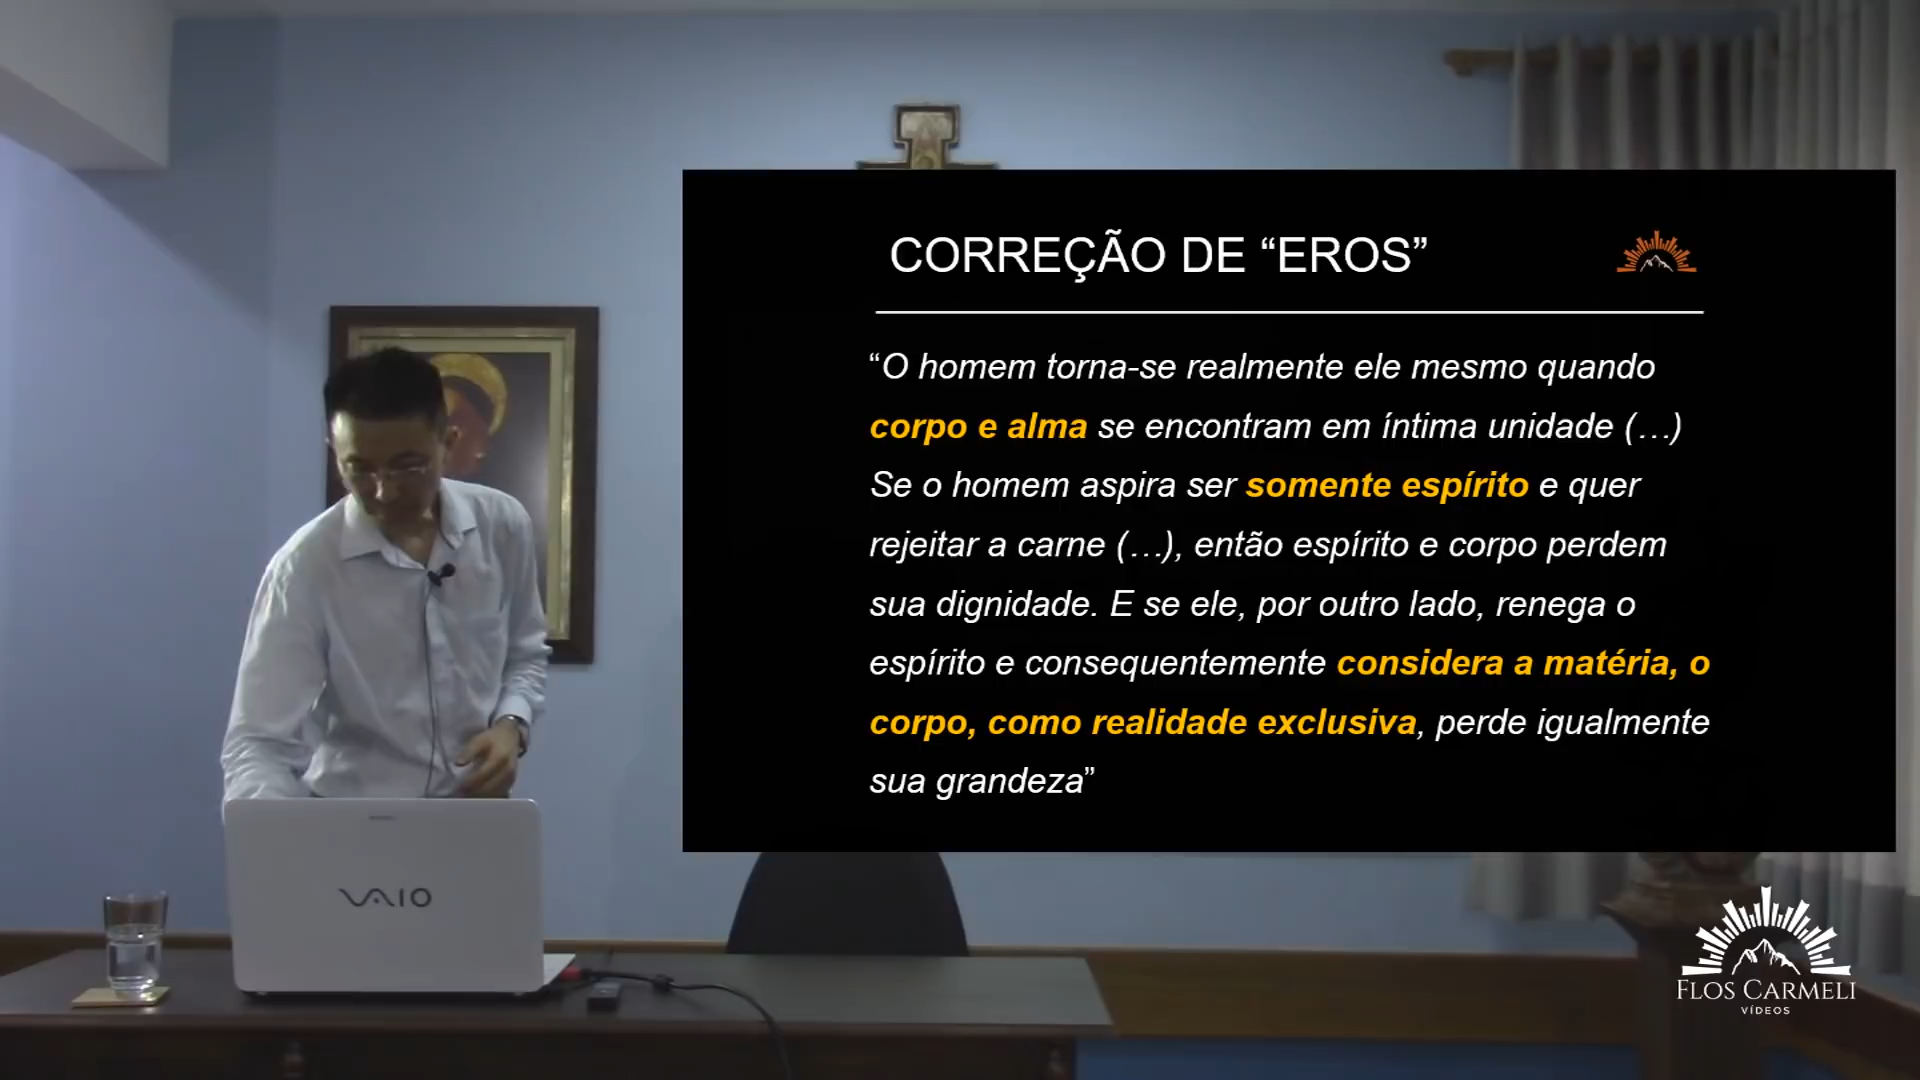 CORREÇÃO DE “EROS”
“O homem torna-se realmente ele mesmo quando
corpo e alma se encontram em íntima unidade (…)
Se o homem aspira ser somente espírito e quer
rejeitar a carne (…), então espírito e corpo perdem
sua dignidade. E se ele, por outro lado, renega o
espírito e consequentemente considera a matéria, o
corpo, como realidade exclusiva, perde igualmente
sua grandeza”
VAIO
FLOS CARMELI
VÍDEOS